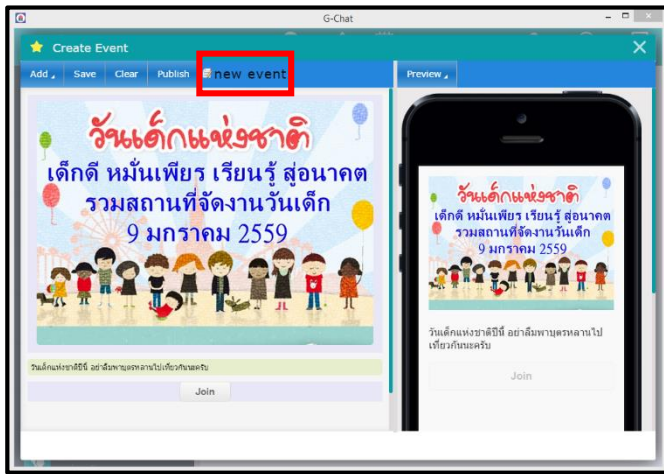 G-Chat
Create Event
Add Save Clear Publish new event
Preview
วันเด็กแห่งชาติ
เด็กดี หมั่นเพียร เรียนรู้ สู่อนาคต
รวมสถานที่จัดงานวันเด็ก
9 มกราคม 2559
วันเด็กแห่งชาติปีนี้ อย่าลืมพาบุตรหลานไปเที่ยวกันนะครับ
Join
วันเด็กแห่งชาติ
เด็กดี หมั่นเพียร เรียนรู้ สู่อนาคต
รวมสถานที่จัดงานวันเด็ก
9 มกราคม 2559
วันเด็กแห่งชาติปีนี้ อย่าลืมพาบุตรหลานไป
เที่ยวกันนะครับ
Join